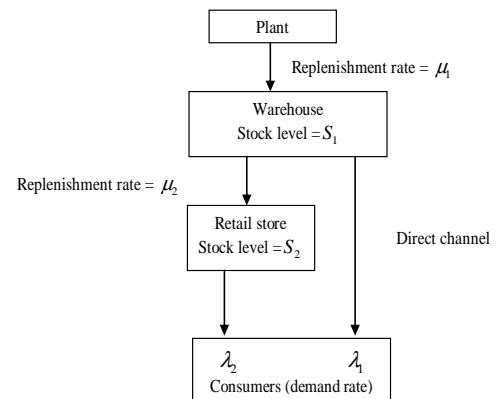 Plant
Replenishment rate = μ₁
Warehouse
Stock level = S₁
Replenishment rate = μ₂
Retail store
Stock level = S₂
Direct channel
λ₂ λ₁
Consumers (demand rate)